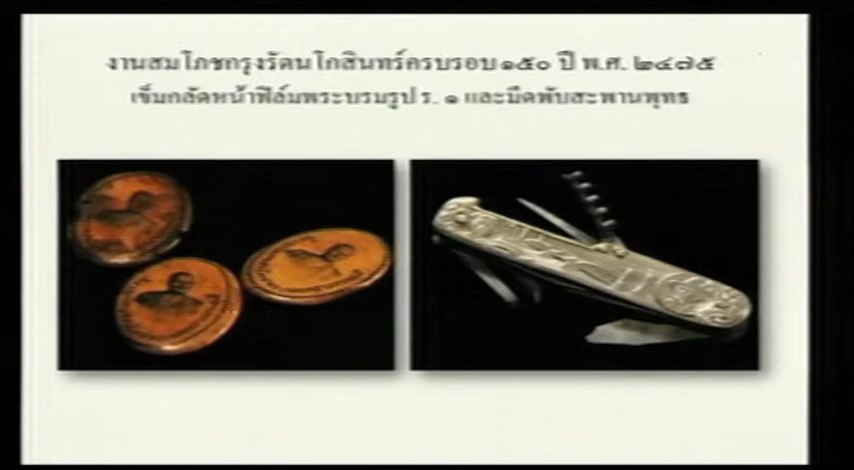 งานสมโภชกรุงรัตนโกสินทร์ครบรอบ ๑๕๐ ปี พ.ศ. ๒๔๗๕
เข็มกลัดหน้าฟิล์มพระบรมรูป ร. ๑ และมีดพับสะพานพุทธ